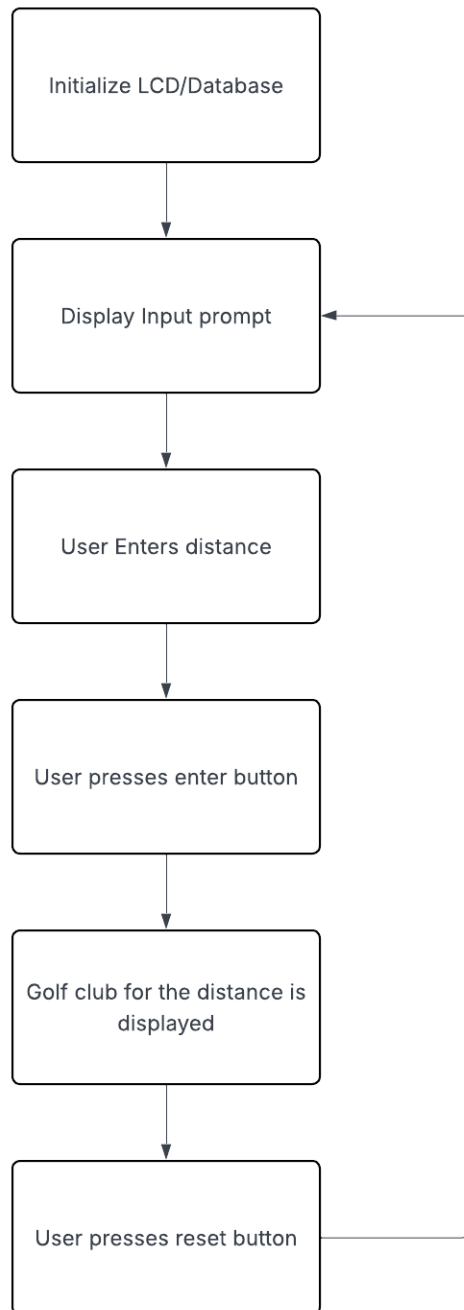 Initialize LCD/Database
Display Input prompt
User Enters distance
User presses enter button
Golf club for the distance is
displayed
User presses reset button